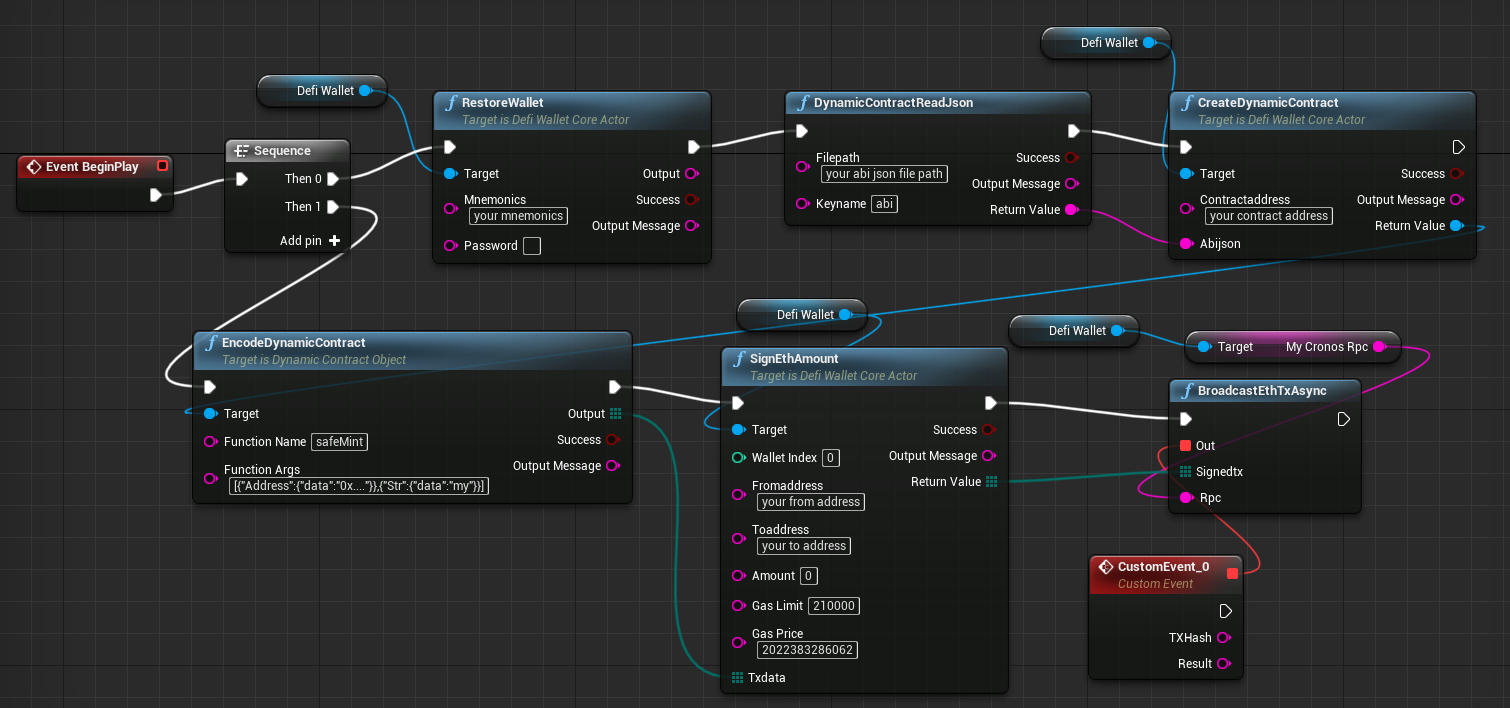 Defi Wallet
Defi Wallet
RestoreWallet
Target is Defi Wallet Core Actor
Target
Mnemonics
your mnemonics
Password
Output
Success
Output Message
DynamicContractReadJson
Filepath
your abi json file path
Keyname abi
Success
Output Message
Return Value
CreateDynamicContract
Target is Defi Wallet Core Actor
Target
Contractaddress
your contract address
Abijson
Success
Output Message
Return Value
Event BeginPlay
Sequence
Then 0
Then 1
Add pin
Defi Wallet
Defi Wallet
Target My Cronos Rpc
EncodeDynamicContract
Target is Dynamic Contract Object
Target
Function Name safeMint
Function Args
[{"Address":{"data":"0x...."}},{"Str":{"data":"my"}}]
Output
Success
Output Message
SignEthAmount
Target is Defi Wallet Core Actor
Target
Wallet Index 0
Fromaddress
your from address
Toaddress
your to address
Amount 0
Gas Limit 210000
Gas Price
2022383286062
Txdata
Success
Output Message
Return Value
BroadcastEthTxAsync
Out
Signedtx
Rpc
CustomEvent_0
Custom Event
TXHash
Result